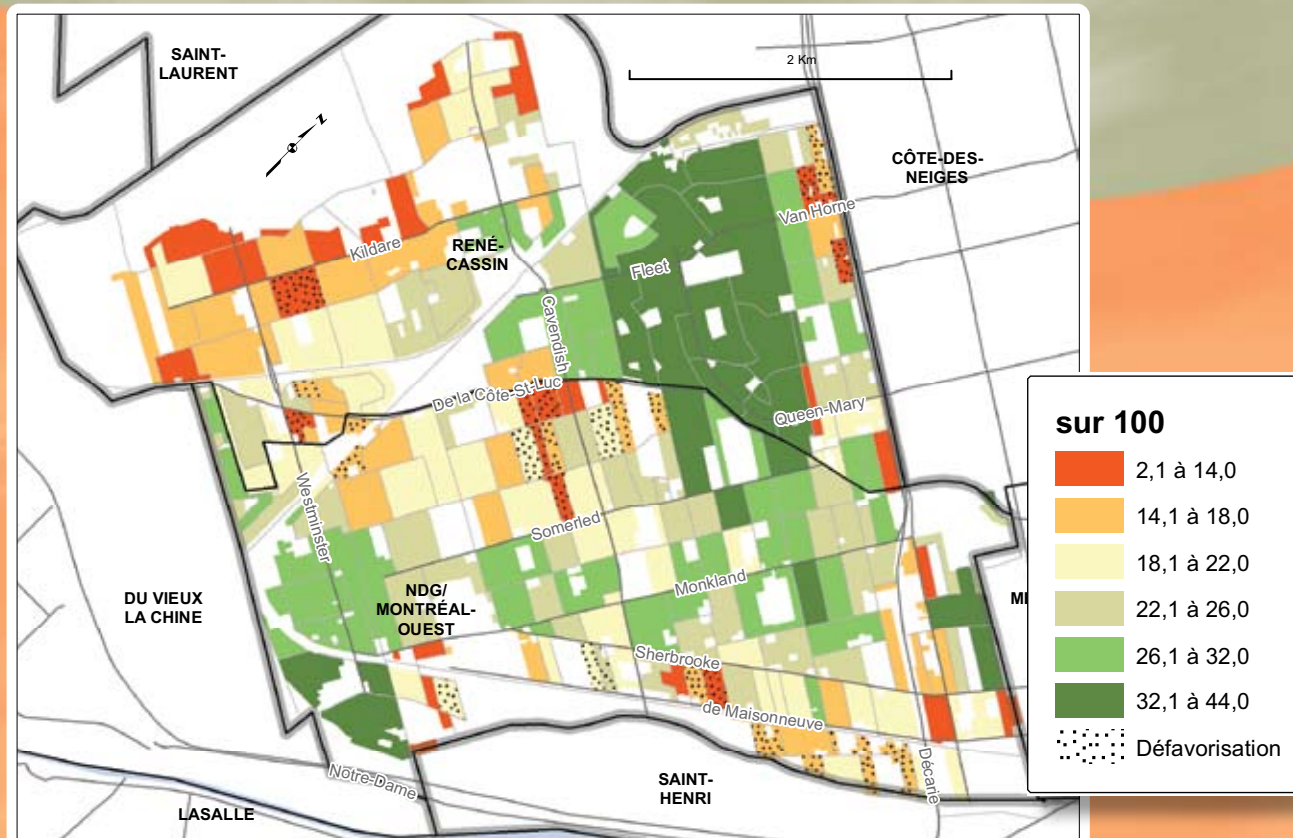 SAINT-
LAURENT
2 Km
N
CÔTE-DES-
NEIGES
Van Horne
Kildare
RENÉ-
CASSIN
Fleet
Cavendish
De la Côte-St-Luc
Queen-Mary
Westminster
Somerled
DU VIEUX
LA CHINE
NDG/
MONTRÉAL-
OUEST
Monkland
Sherbrooke
de Maisonneuve
Décarie
Notre-Dame
SAINT-
HENRI
LASALLE
sur 100
2,1 à 14,0
14,1 à 18,0
18,1 à 22,0
22,1 à 26,0
26,1 à 32,0
32,1 à 44,0
Défavorisation